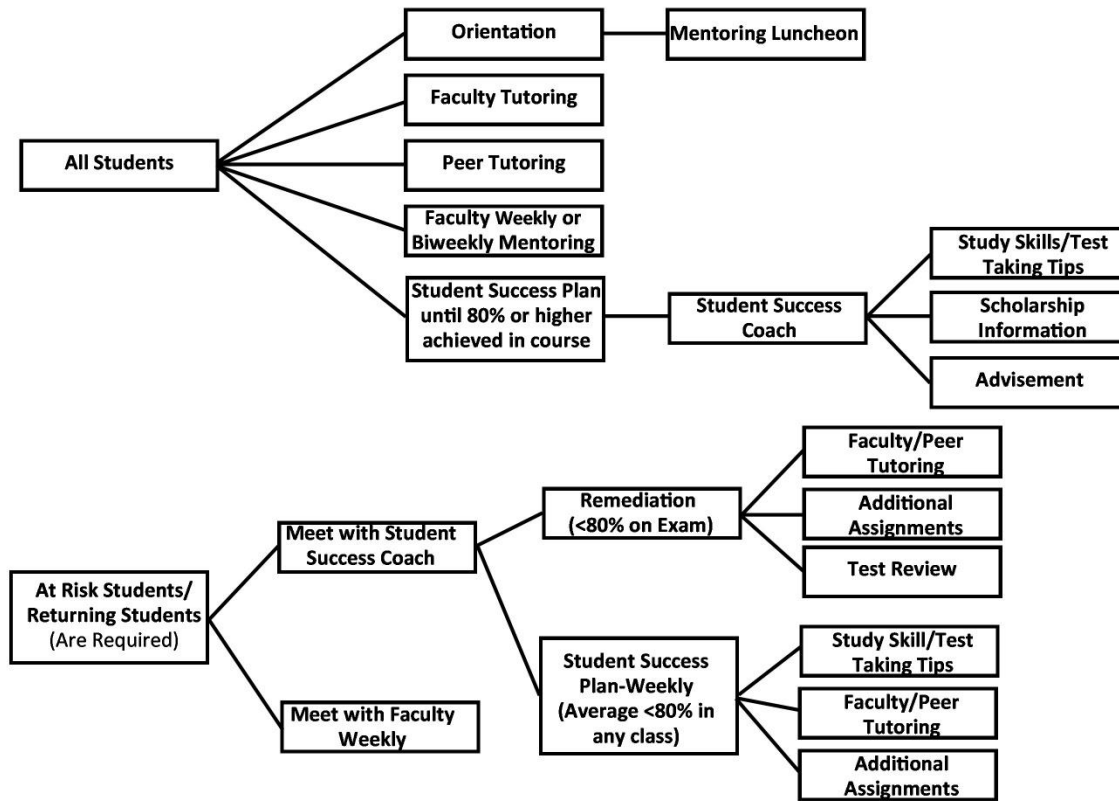 Orientation
Mentoring Luncheon
Faculty Tutoring
All Students
Peer Tutoring
Faculty Weekly or
Biweekly Mentoring
Student Success Plan
until 80% or higher
achieved in course
Student Success
Coach
Study Skills/Test
Taking Tips
Scholarship
Information
Advisement
At Risk Students/
Returning Students
(Are Required)
Meet with Student
Success Coach
Remediation
(<80% on Exam)
Faculty/Peer
Tutoring
Additional
Assignments
Test Review
Student Success
Plan-Weekly
(Average <80% in
any class)
Study Skill/Test
Taking Tips
Faculty/Peer
Tutoring
Additional
Assignments
Meet with Faculty
Weekly